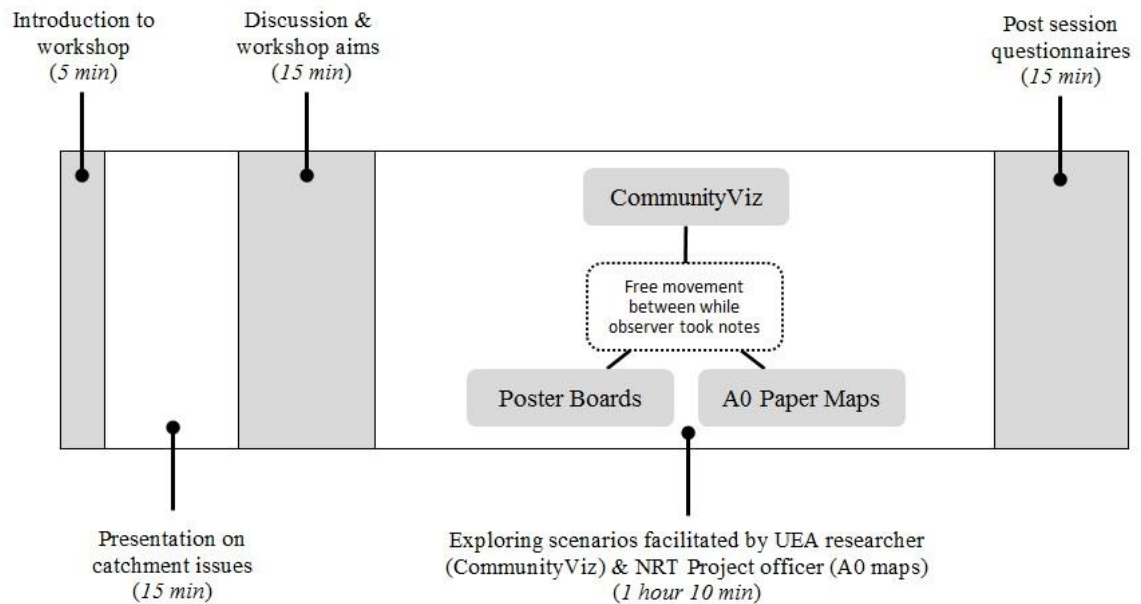 Introduction to
workshop
(5 min)
Discussion &
workshop aims
(15 min)
Post session
questionnaires
(15 min)
CommunityViz
Free movement
between while
observer took notes
Poster Boards
A0 Paper Maps
Presentation on
catchment issues
(15 min)
Exploring scenarios facilitated by UEA researcher
(CommunityViz) & NRT Project officer (A0 maps)
(1 hour 10 min)